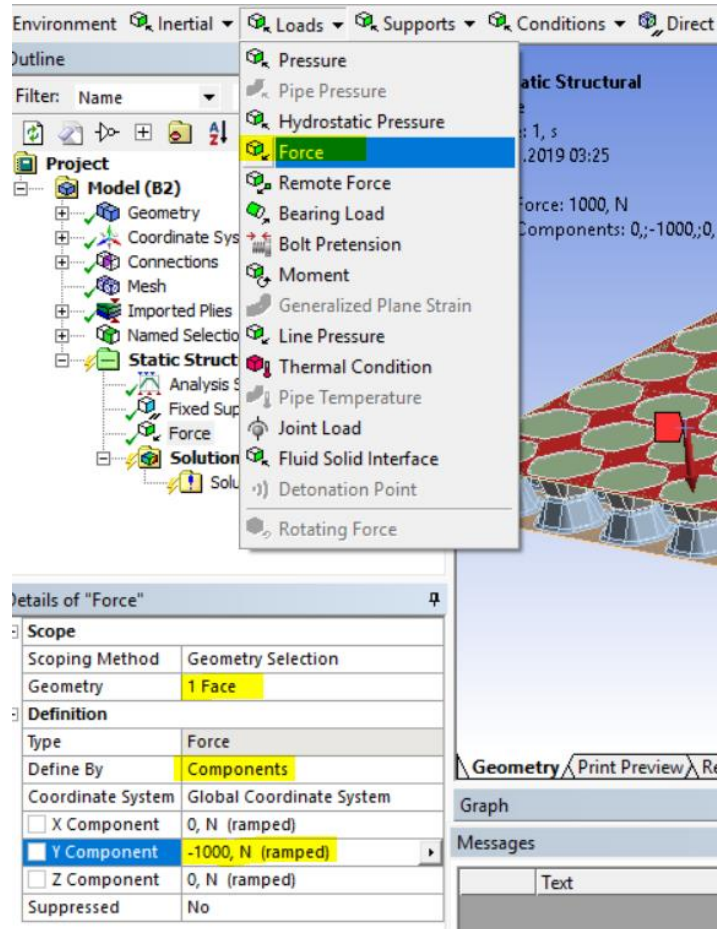 Environment Inertial Loads Supports Conditions Direct
Outline
Filter: Name
Project
Model (B2)
Geometry
Coordinate Sys
Connections
Mesh
Imported Plies
Named Selectio
Static Struct
Analysis S
Fixed Sup
Force
Solution
Solu
Pressure
Pipe Pressure
Hydrostatic Pressure
Force
Remote Force
Bearing Load
Bolt Pretension
Moment
Generalized Plane Strain
Line Pressure
Thermal Condition
Pipe Temperature
Joint Load
Fluid Solid Interface
Detonation Point
Rotating Force
atic Structural
: 1, s
.2019 03:25
Force: 1000, N
Components: 0,;-1000,;0,
Details of "Force"
Scope
Scoping Method Geometry Selection
Geometry 1 Face
Definition
Type Force
Define By Components
Coordinate System Global Coordinate System
X Component 0, N (ramped)
Y Component -1000, N (ramped)
Z Component 0, N (ramped)
Suppressed No
Geometry Print Preview Re
Graph
Messages
Text